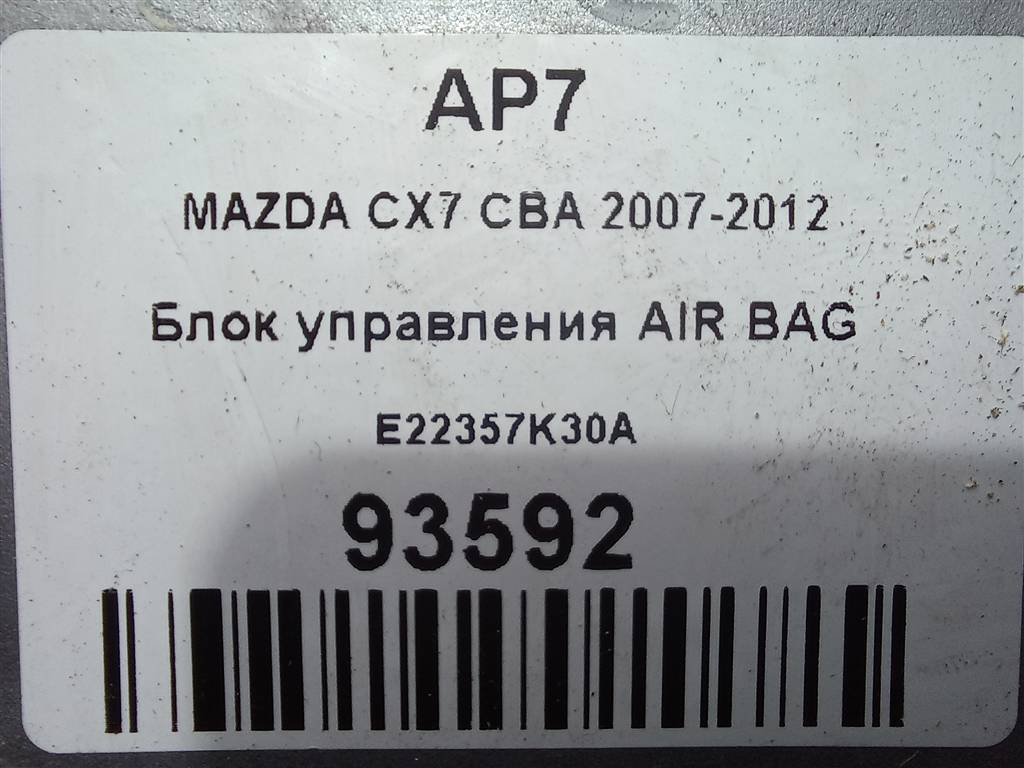 AP7
MAZDA CX7 CBA 2007-2012
Блок управления AIR BAG
E22357K30A
93592